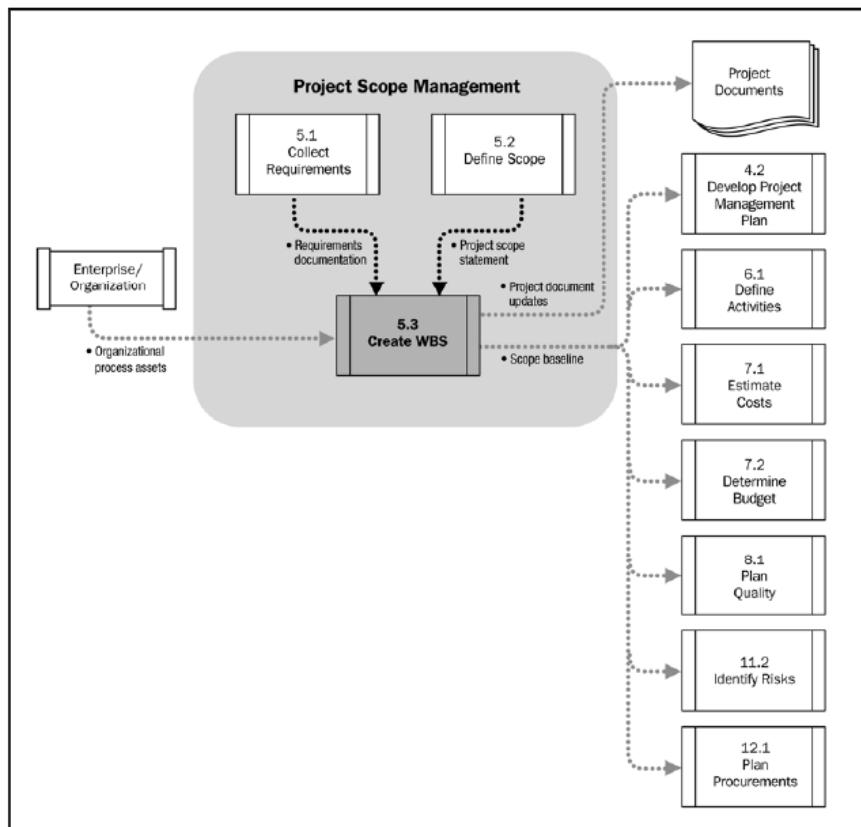 Project Scope Management
Project
Documents
5.1
Collect
Requirements
5.2
Define Scope
4.2
Develop Project
Management
Plan
• Requirements
documentation
• Project scope
statement
Enterprise/
Organization
• Project document
updates
6.1
Define
Activities
5.3
Create WBS
• Organizational
process assets
• Scope baseline
7.1
Estimate
Costs
7.2
Determine
Budget
8.1
Plan
Quality
11.2
Identify Risks
12.1
Plan
Procurements